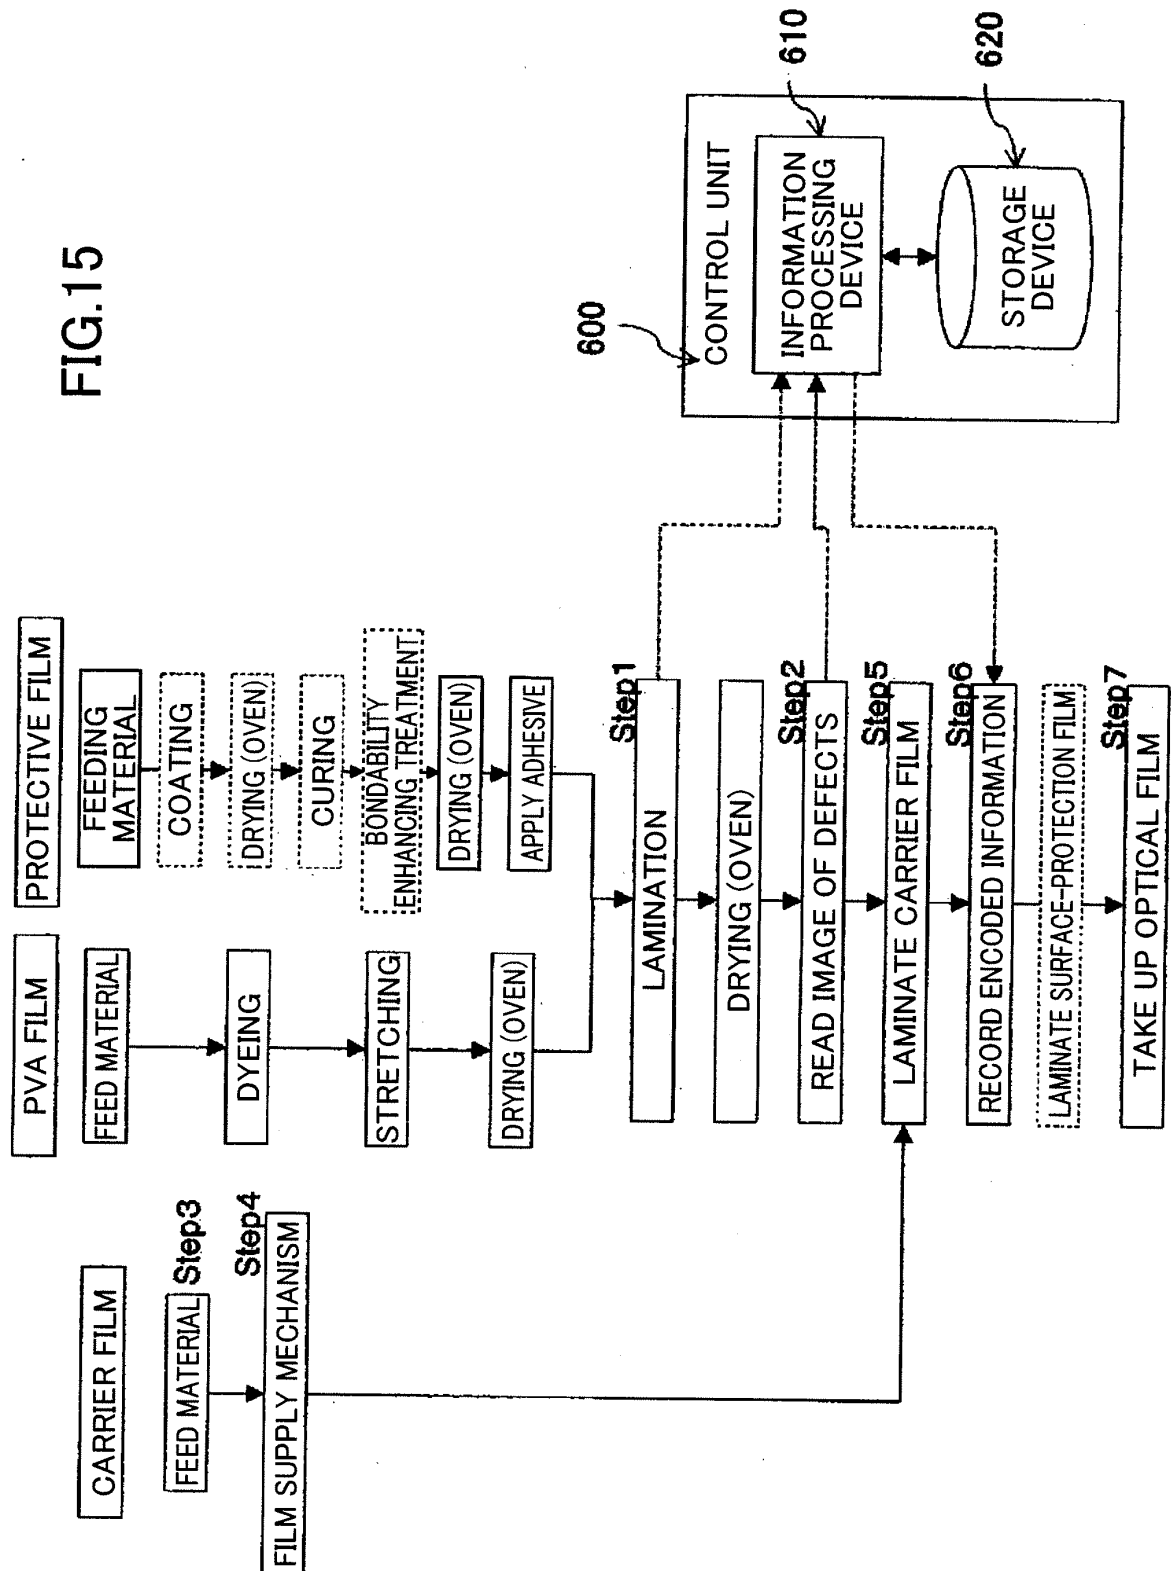 FIG.15
CARRIER FILM
FEED MATERIAL
Step3
Step4
FILM SUPPLY MECHANISM
PVA FILM
FEED MATERIAL
DYEING
STRETCHING
DRYING (OVEN)
PROTECTIVE FILM
FEEDING
MATERIAL
COATING
DRYING (OVEN)
CURING
BONDABILITY
ENHANCING TREATMENT
DRYING (OVEN)
APPLY ADHESIVE
Step1
LAMINATION
DRYING (OVEN)
Step2
READ IMAGE OF DEFECTS
Step5
LAMINATE CARRIER FILM
Step6
RECORD ENCODED INFORMATION
LAMINATE SURFACE-PROTECTION FILM
Step7
TAKE UP OPTICAL FILM
600
CONTROL UNIT
610
INFORMATION
PROCESSING
DEVICE
620
STORAGE
DEVICE